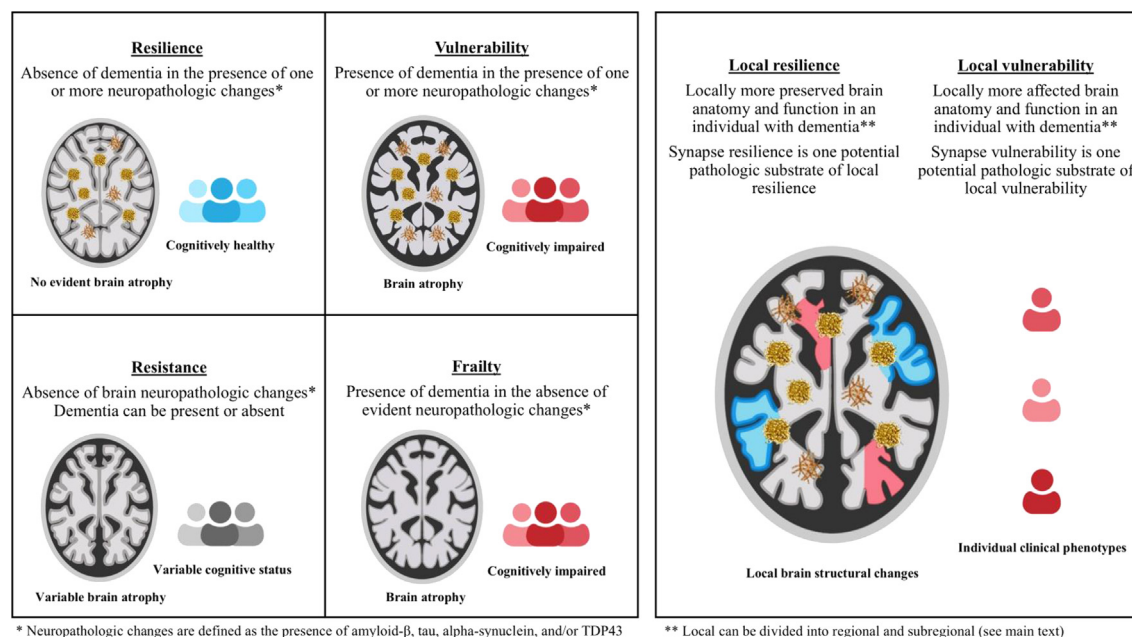 Resilience
Absence of dementia in the presence of one
or more neuropathologic changes*
Cognitively healthy
No evident brain atrophy
Vulnerability
Presence of dementia in the presence of one
or more neuropathologic changes*
Cognitively impaired
Brain atrophy
Resistance
Absence of brain neuropathologic changes*
Dementia can be present or absent
Variable cognitive status
Variable brain atrophy
Frailty
Presence of dementia in the absence of
evident neuropathologic changes*
Cognitively impaired
Brain atrophy
* Neuropathologic changes are defined as the presence of amyloid-β, tau, alpha-synuclein, and/or TDP43
Local resilience
Locally more preserved brain
anatomy and function in an
individual with dementia**
Synapse resilience is one potential
pathologic substrate of local
resilience
Local vulnerability
Locally more affected brain
anatomy and function in an
individual with dementia**
Synapse vulnerability is one
potential pathologic substrate of
local vulnerability
Individual clinical phenotypes
Local brain structural changes
** Local can be divided into regional and subregional (see main text)